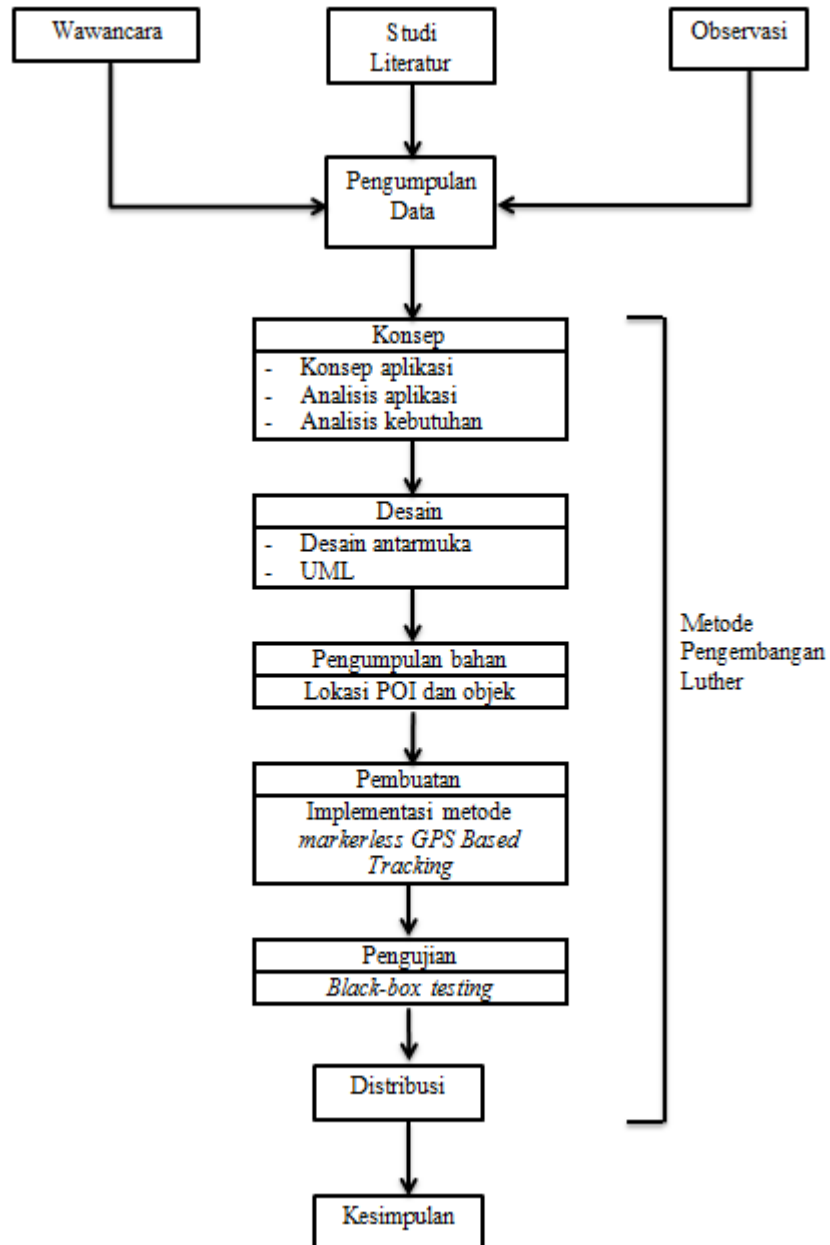 Wawancara
Studi
Literatur
Observasi
Pengumpulan
Data
Konsep
- Konsep aplikasi
- Analisis aplikasi
- Analisis kebutuhan
Desain
- Desain antarmuka
- UML
Pengumpulan bahan
Lokasi POI dan objek
Pembuatan
Implementasi metode
markerless GPS Based
Tracking
Pengujian
Black-box testing
Distribusi
Kesimpulan
Metode
Pengembangan
Luther